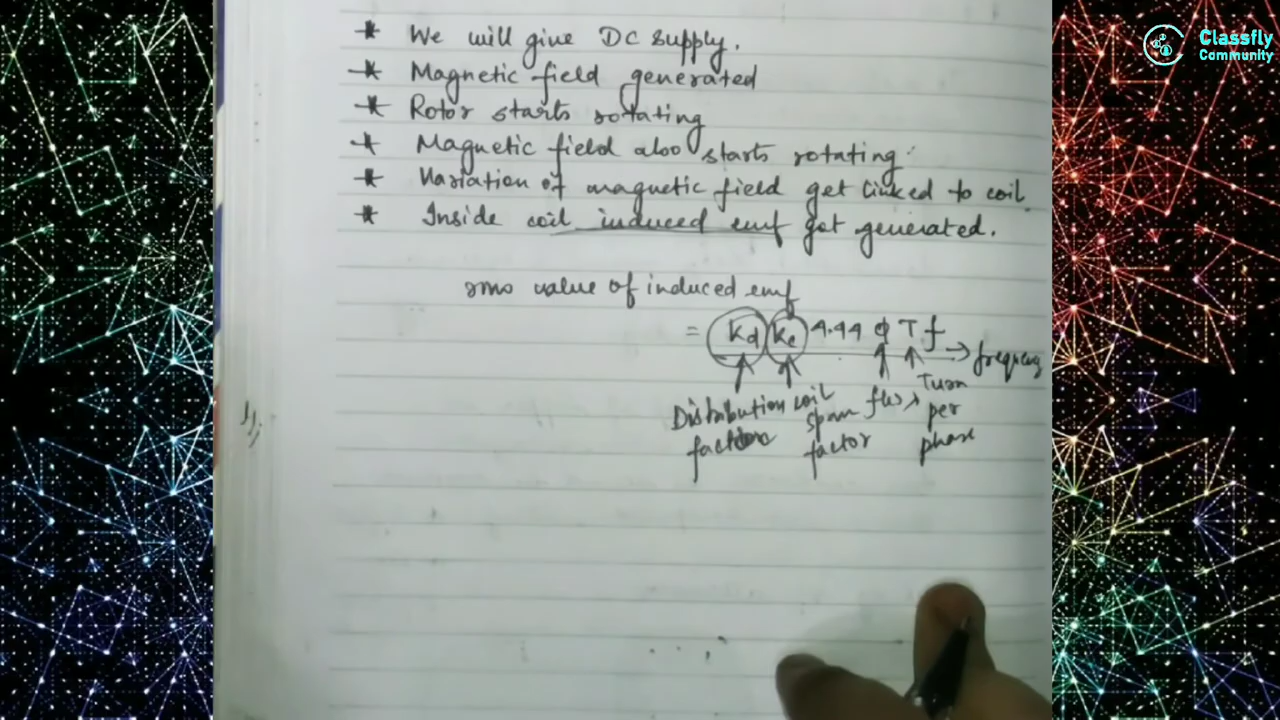 * We will give DC supply.
* Magnetic field generated
* Rotor starts rotating
* Magnetic field also starts rotating
* Variation of magnetic field get linked to coil
* Inside coil induced emf get generated.
rms value of induced emf
= Kd Kc 4.44 ϕ T f
→ frequency
Distribution factor
coil span factor
flux
Turn per phase
Classfly
Community